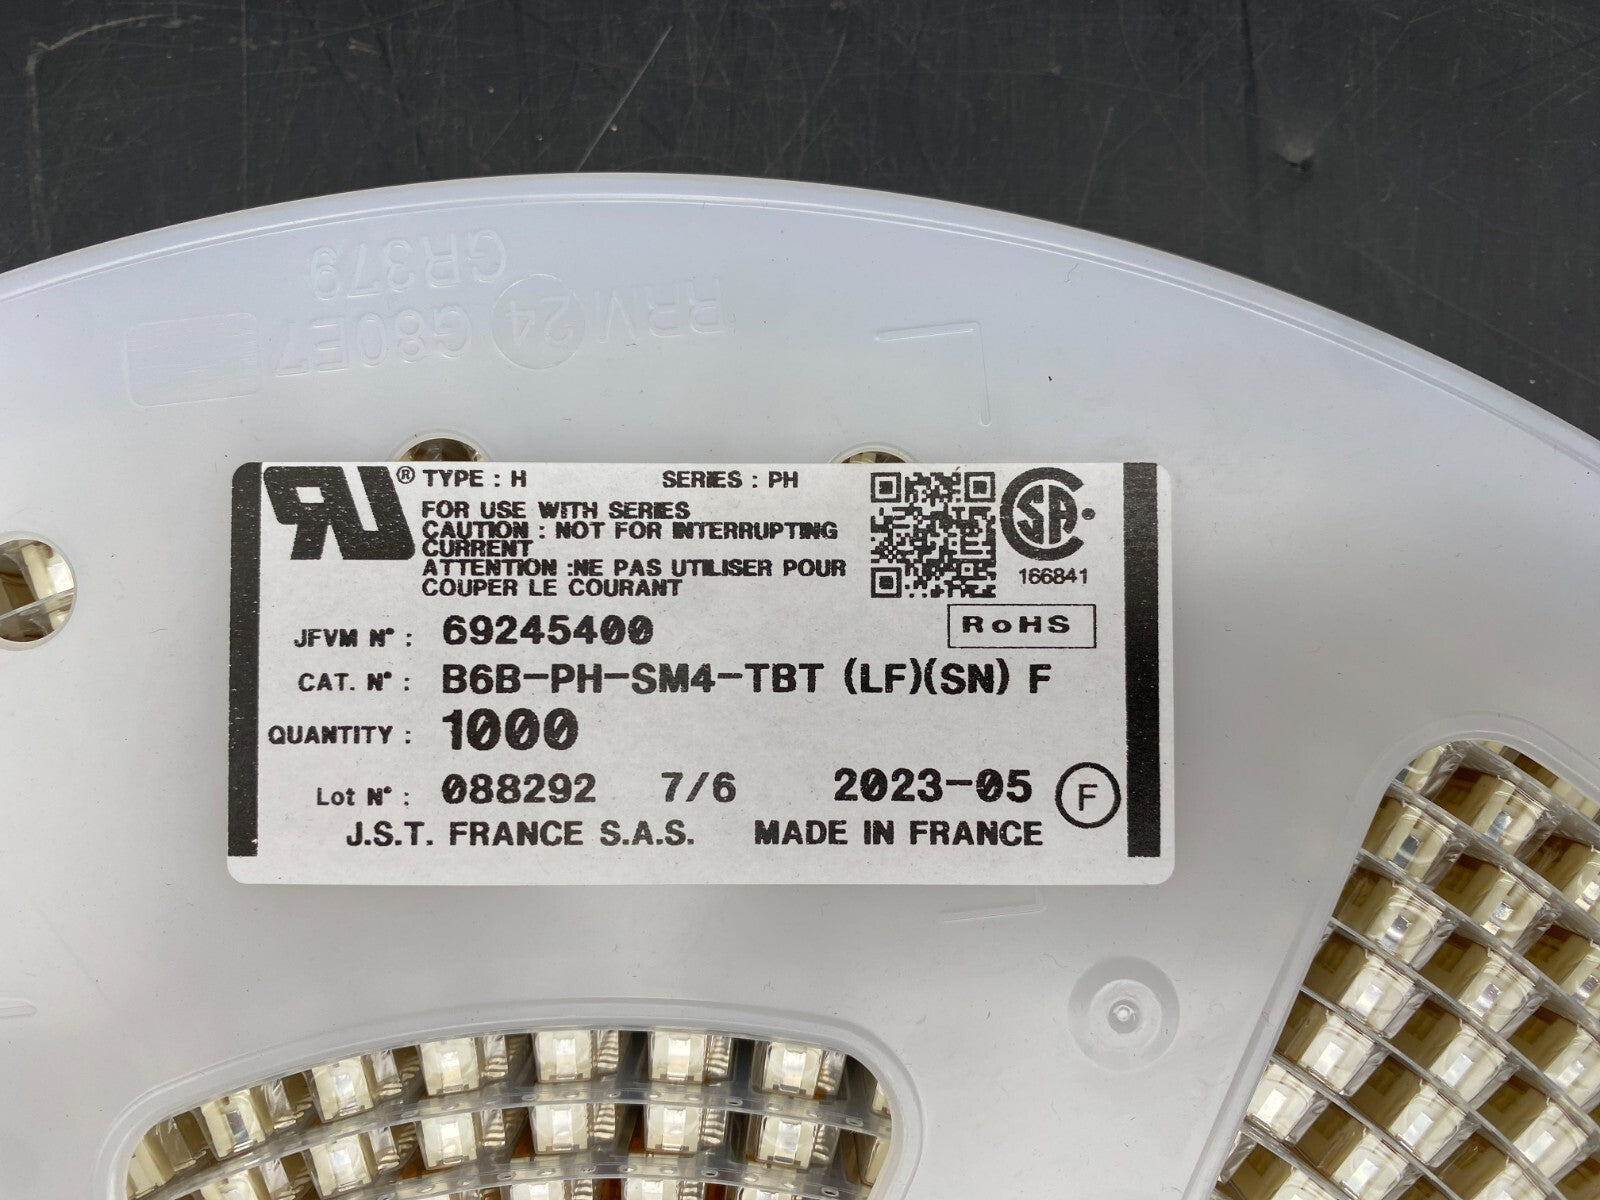 GR379
RRM 24 G80E7
® TYPE : H SERIES : PH
FOR USE WITH SERIES
CAUTION : NOT FOR INTERRUPTING
CURRENT
ATTENTION :NE PAS UTILISER POUR
COUPER LE COURANT
166841
RoHS
JFVM N° : 69245400
CAT. N° : B6B-PH-SM4-TBT (LF)(SN) F
QUANTITY : 1000
Lot N° : 088292 7/6 2023-05 F
J.S.T. FRANCE S.A.S. MADE IN FRANCE